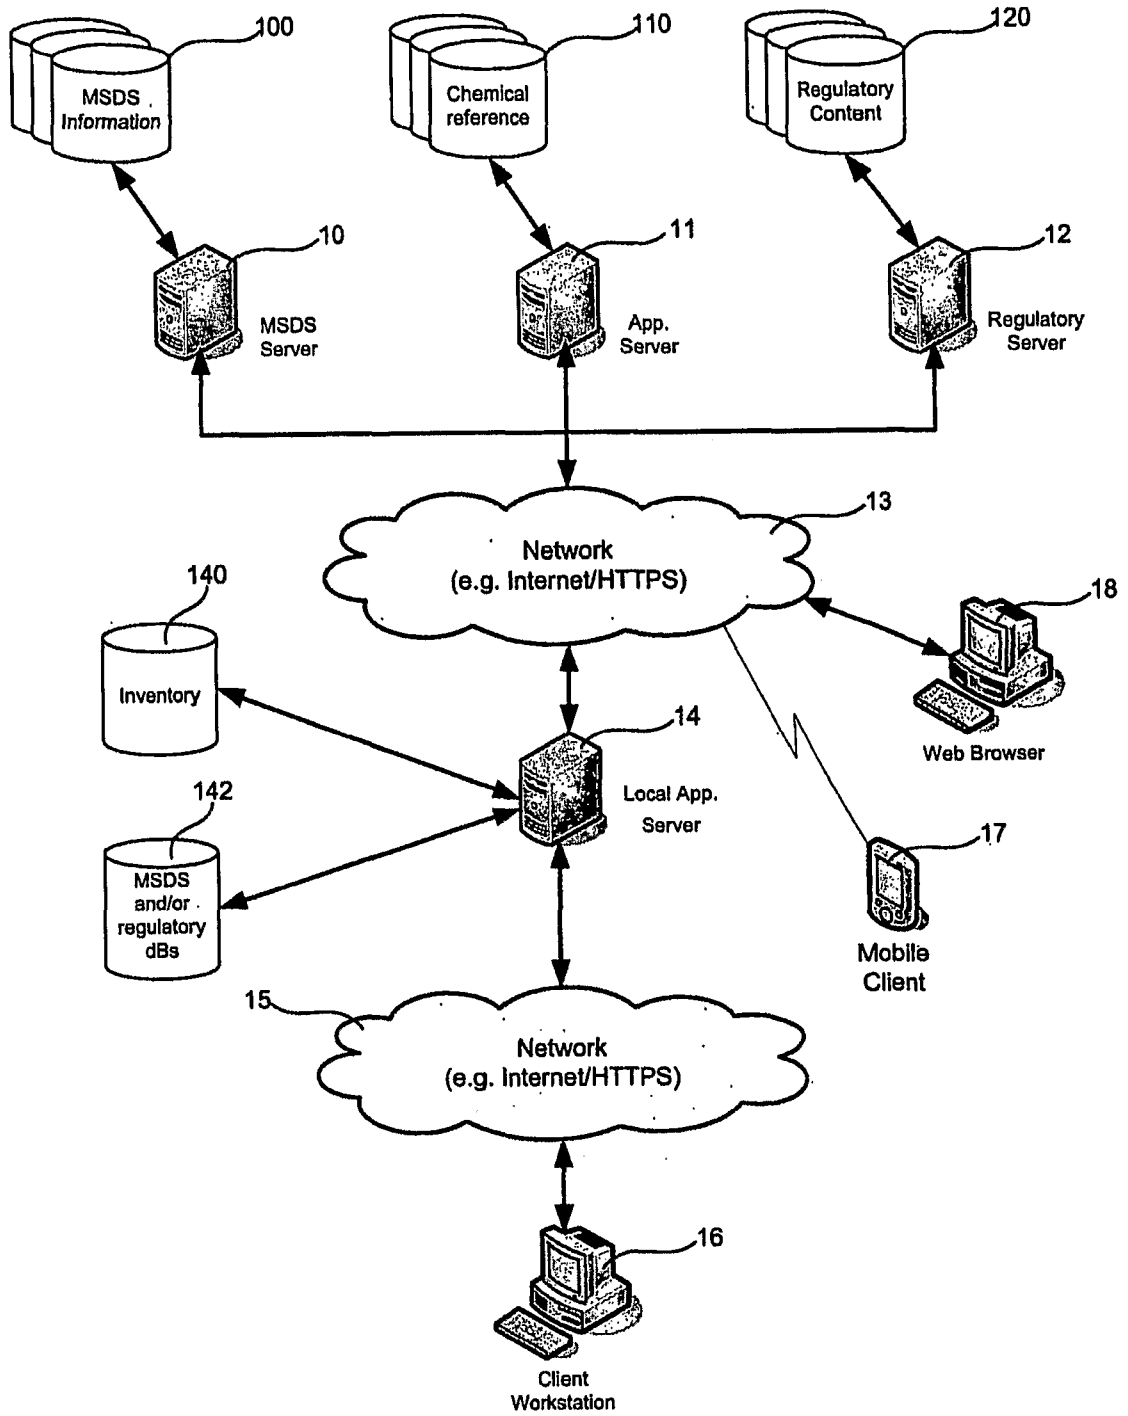 100
110
120
MSDS
Information
Chemical
reference
Regulatory
Content
10
11
12
MSDS
Server
App.
Server
Regulatory
Server
13
Network
(e.g. Internet/HTTPS)
140
18
Inventory
Web Browser
14
Local App.
Server
142
17
MSDS
and/or
regulatory
dBs
Mobile
Client
15
Network
(e.g. Internet/HTTPS)
16
Client
Workstation